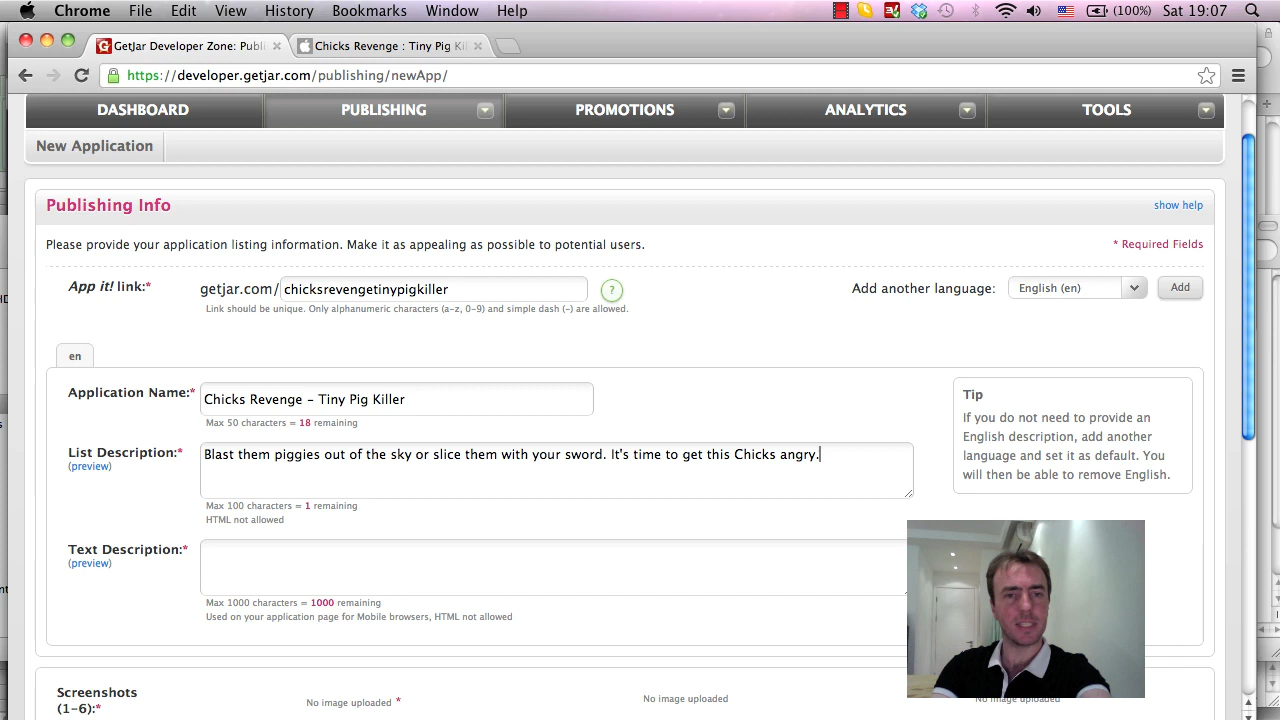 Chrome File Edit View History Bookmarks Window Help (100%) Sat 19:07
GetJar Developer Zone: Publi Chicks Revenge : Tiny Pig Kil
https://developer.getjar.com/publishing/newApp/
DASHBOARD PUBLISHING PROMOTIONS ANALYTICS TOOLS
New Application
Publishing Info show help
Please provide your application listing information. Make it as appealing as possible to potential users. * Required Fields
App it! link:* getjar.com/ chicksrevengetinypigkiller ? Add another language: English (en) Add
Link should be unique. Only alphanumeric characters (a-z, 0-9) and simple dash (-) are allowed.
en
Application Name:* Chicks Revenge - Tiny Pig Killer
Max 50 characters = 18 remaining
Tip
If you do not need to provide an
English description, add another
language and set it as default. You
will then be able to remove English.
List Description:* Blast them piggies out of the sky or slice them with your sword. It's time to get this Chicks angry.
(preview)
Max 100 characters = 1 remaining
HTML not allowed
Text Description:*
(preview)
Max 1000 characters = 1000 remaining
Used on your application page for Mobile browsers, HTML not allowed
Screenshots
(1-6):*
No image uploaded * No image uploaded No image uploaded